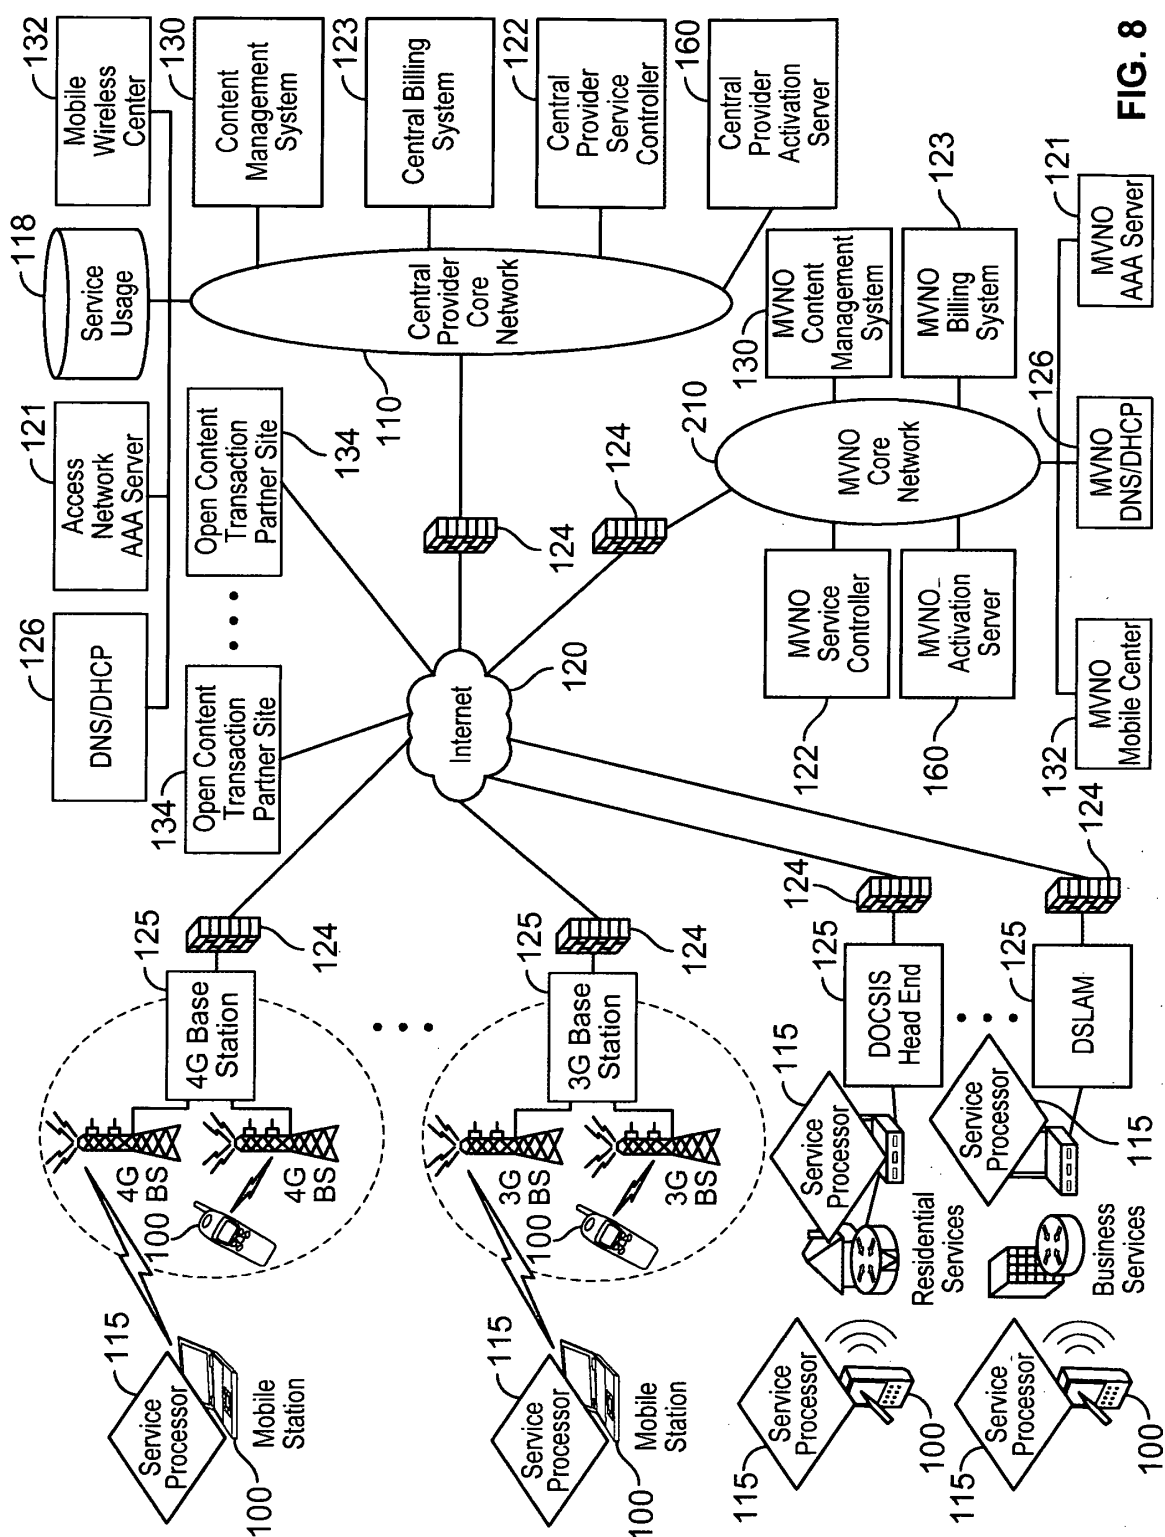 132
Mobile
Wireless
Center
118
Service
Usage
121
Access
Network
AAA Server
126
DNS/DHCP
130
Content
Management
System
123
Central Billing
System
122
Central
Provider
Service
Controller
160
Central
Provider
Activation
Server
Central
Provider
Core
Network
110
Open Content
Transaction
Partner Site
134
Open Content
Transaction
Partner Site
134
Internet
120
124
124
MVNO
Core
Network
210
MVNO
Content
Management
System
130
MVNO
Billing
System
123
MVNO
Service
Controller
122
MVNO
Activation
Server
160
MVNO
AAA Server
121
MVNO
DNS/DHCP
126
MVNO
Mobile Center
132
4G Base
Station
125
124
4G
BS
4G
BS
100
Service
Processor
115
Mobile
Station
100
3G Base
Station
125
124
3G
BS
3G
BS
100
Service
Processor
115
Mobile
Station
100
DOCSIS
Head End
125
124
Service
Processor
115
Residential
Services
Service
Processor
115
100
DSLAM
125
124
Service
Processor
115
Business
Services
Service
Processor
115
100
FIG. 8